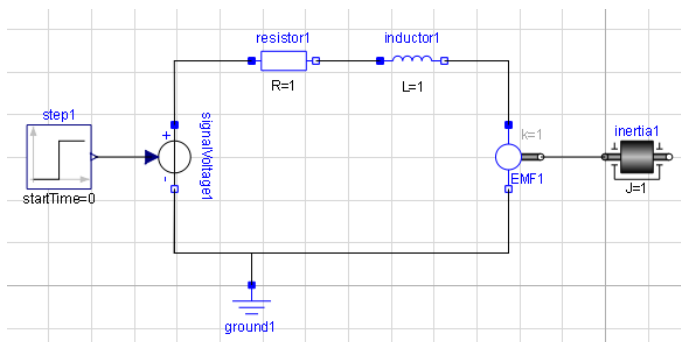 resistor1
inductor1
R=1
L=1
step1
startTime=0
+
-
signalVoltage1
k=1
EMF1
inertia1
J=1
ground1